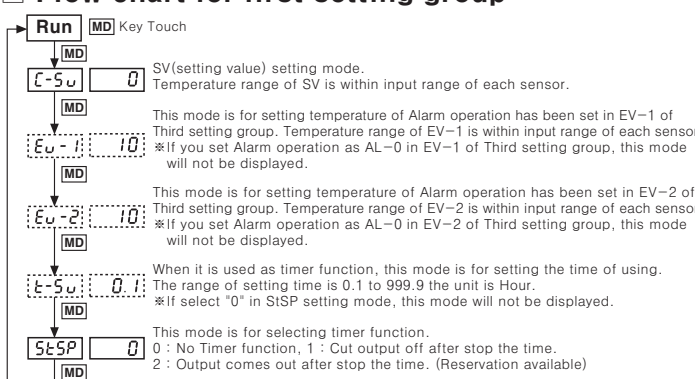 Flow chart for first setting group
Run MD Key Touch
MD
C-Su 0
SV(setting value) setting mode.
Temperature range of SV is within input range of each sensor.
MD
Eu-1 10
This mode is for setting temperature of Alarm operation has been set in EV-1 of
Third setting group. Temperature range of EV-1 is within input range of each sensor
※If you set Alarm operation as AL-0 in EV-1 of Third setting group, this mode
will not be displayed.
MD
Eu-2 10
This mode is for setting temperature of Alarm operation has been set in EV-2 of
Third setting group. Temperature range of EV-2 is within input range of each sensor
※If you set Alarm operation as AL-0 in EV-2 of Third setting group, this mode
will not be displayed.
MD
t-Su 0.1
When it is used as timer function, this mode is for setting the time of using.
The range of setting time is 0.1 to 999.9 the unit is Hour.
※If select "0" in StSP setting mode, this mode will not be displayed.
MD
StSP 0
This mode is for selecting timer function.
0 : No Timer function, 1 : Cut output off after stop the time.
2 : Output comes out after stop the time. (Reservation available)
MD